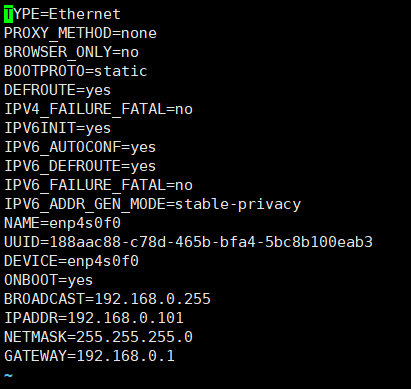 TYPE=Ethernet
PROXY_METHOD=none
BROWSER_ONLY=no
BOOTPROTO=static
DEFROUTE=yes
IPV4_FAILURE_FATAL=no
IPV6INIT=yes
IPV6_AUTOCONF=yes
IPV6_DEFROUTE=yes
IPV6_FAILURE_FATAL=no
IPV6_ADDR_GEN_MODE=stable-privacy
NAME=enp4s0f0
UUID=188aac88-c78d-465b-bfa4-5bc8b100eab3
DEVICE=enp4s0f0
ONBOOT=yes
BROADCAST=192.168.0.255
IPADDR=192.168.0.101
NETMASK=255.255.255.0
GATEWAY=192.168.0.1
~